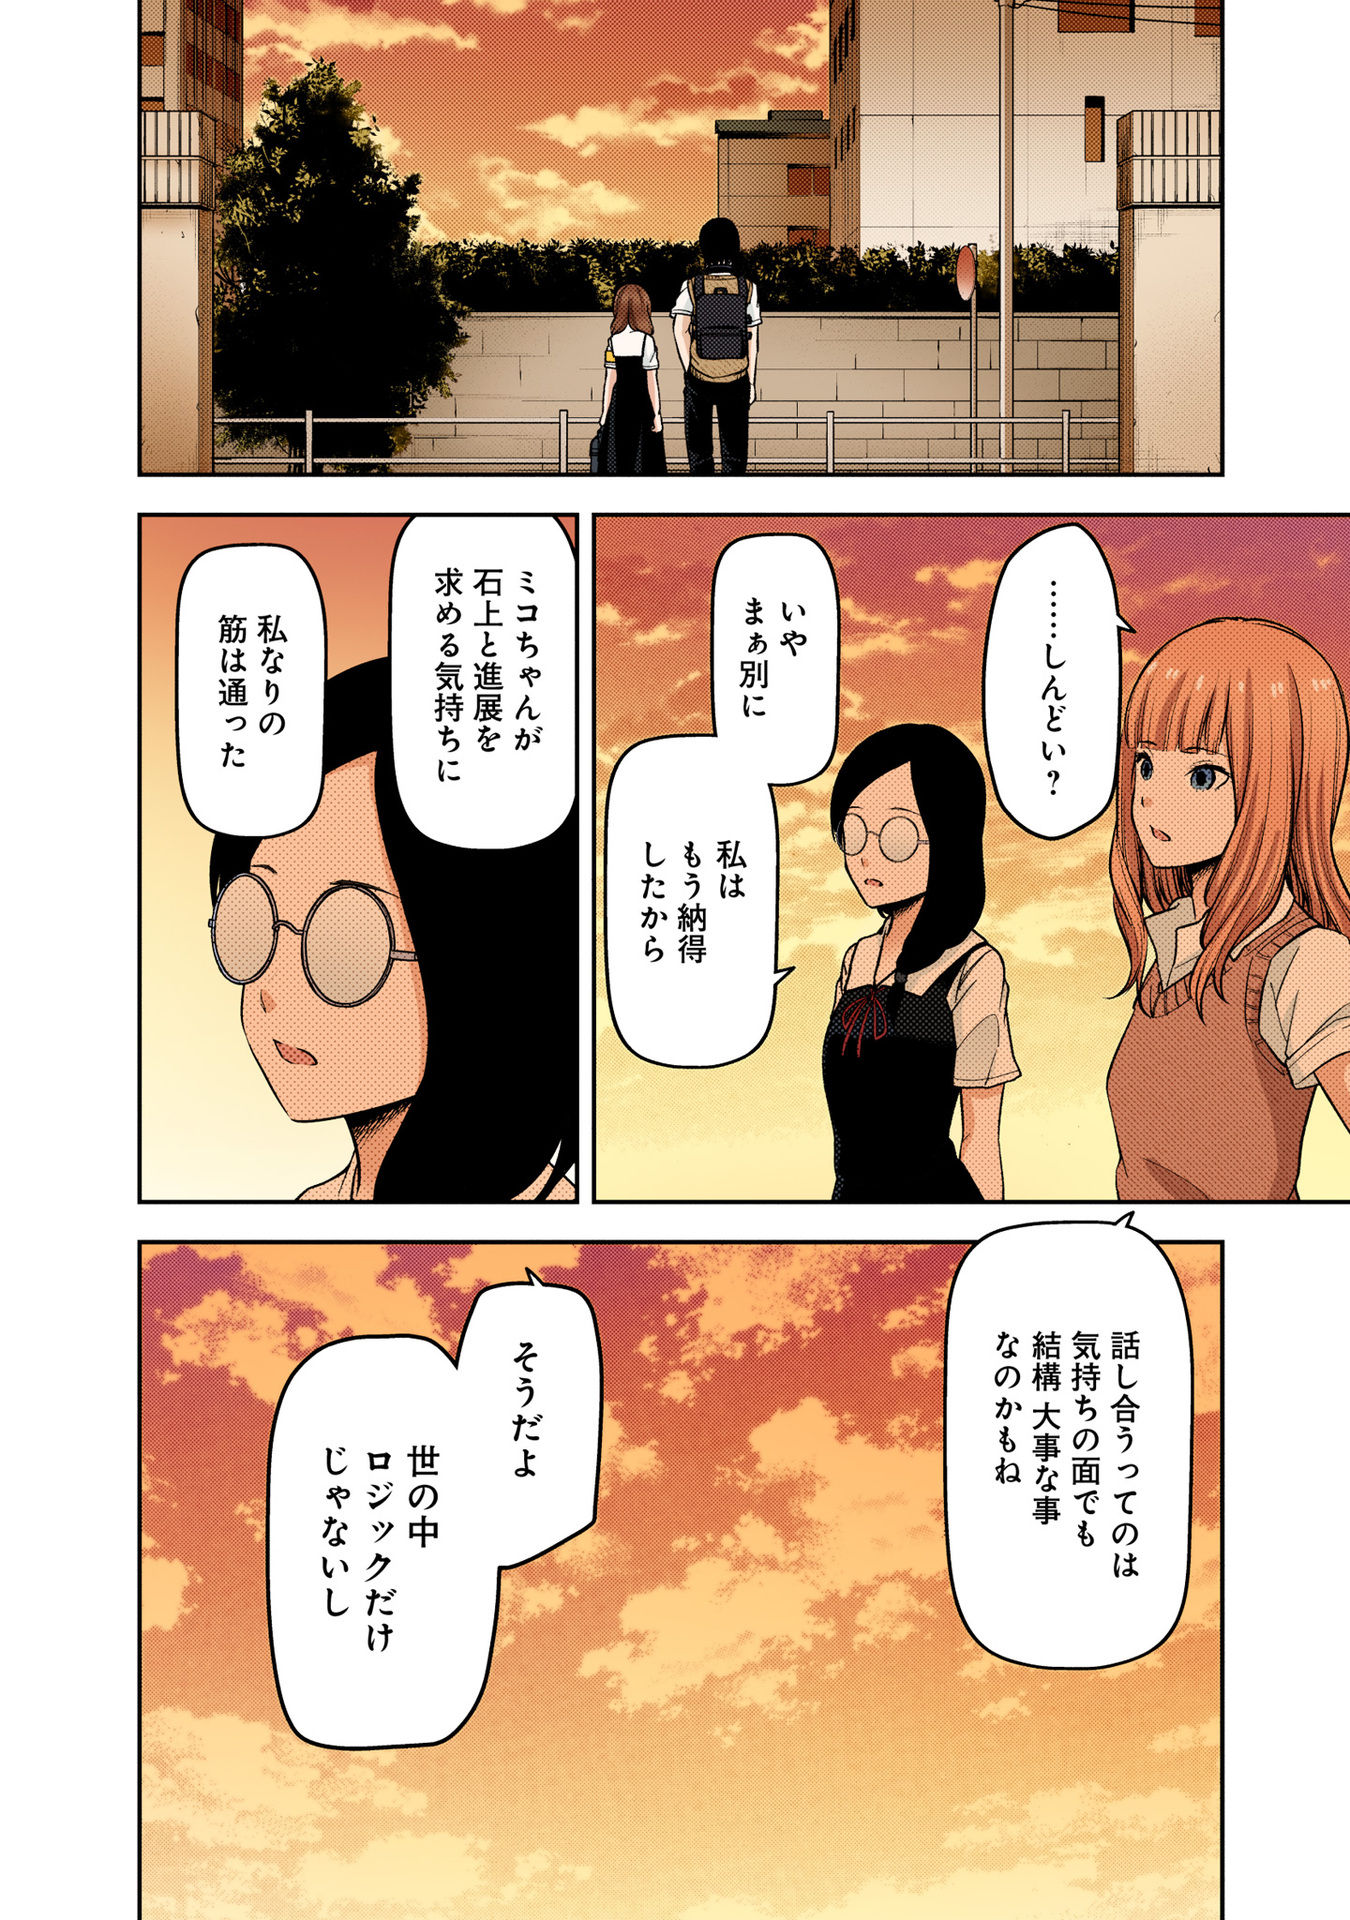 ……しんどい?
いや
まぁ別に
私は
もう納得
したから
ミコちゃんが
石上と進展を
求める気持ちに
私なりの
筋は通った
話し合うってのは
気持ちの面でも
結構 大事な事
なのかもね
そうだよ
世の中
ロジックだけ
じゃないし